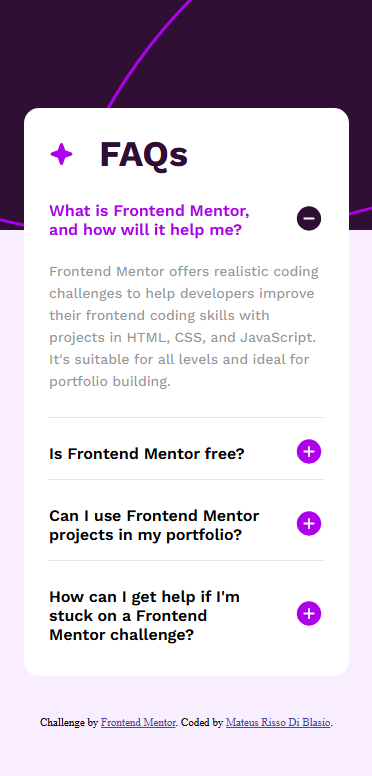 FAQs
What is Frontend Mentor,
and how will it help me?
Frontend Mentor offers realistic coding
challenges to help developers improve
their frontend coding skills with
projects in HTML, CSS, and JavaScript.
It's suitable for all levels and ideal for
portfolio building.
Is Frontend Mentor free?
Can I use Frontend Mentor
projects in my portfolio?
How can I get help if I'm
stuck on a Frontend
Mentor challenge?
Challenge by Frontend Mentor. Coded by Mateus Risso Di Blasio.